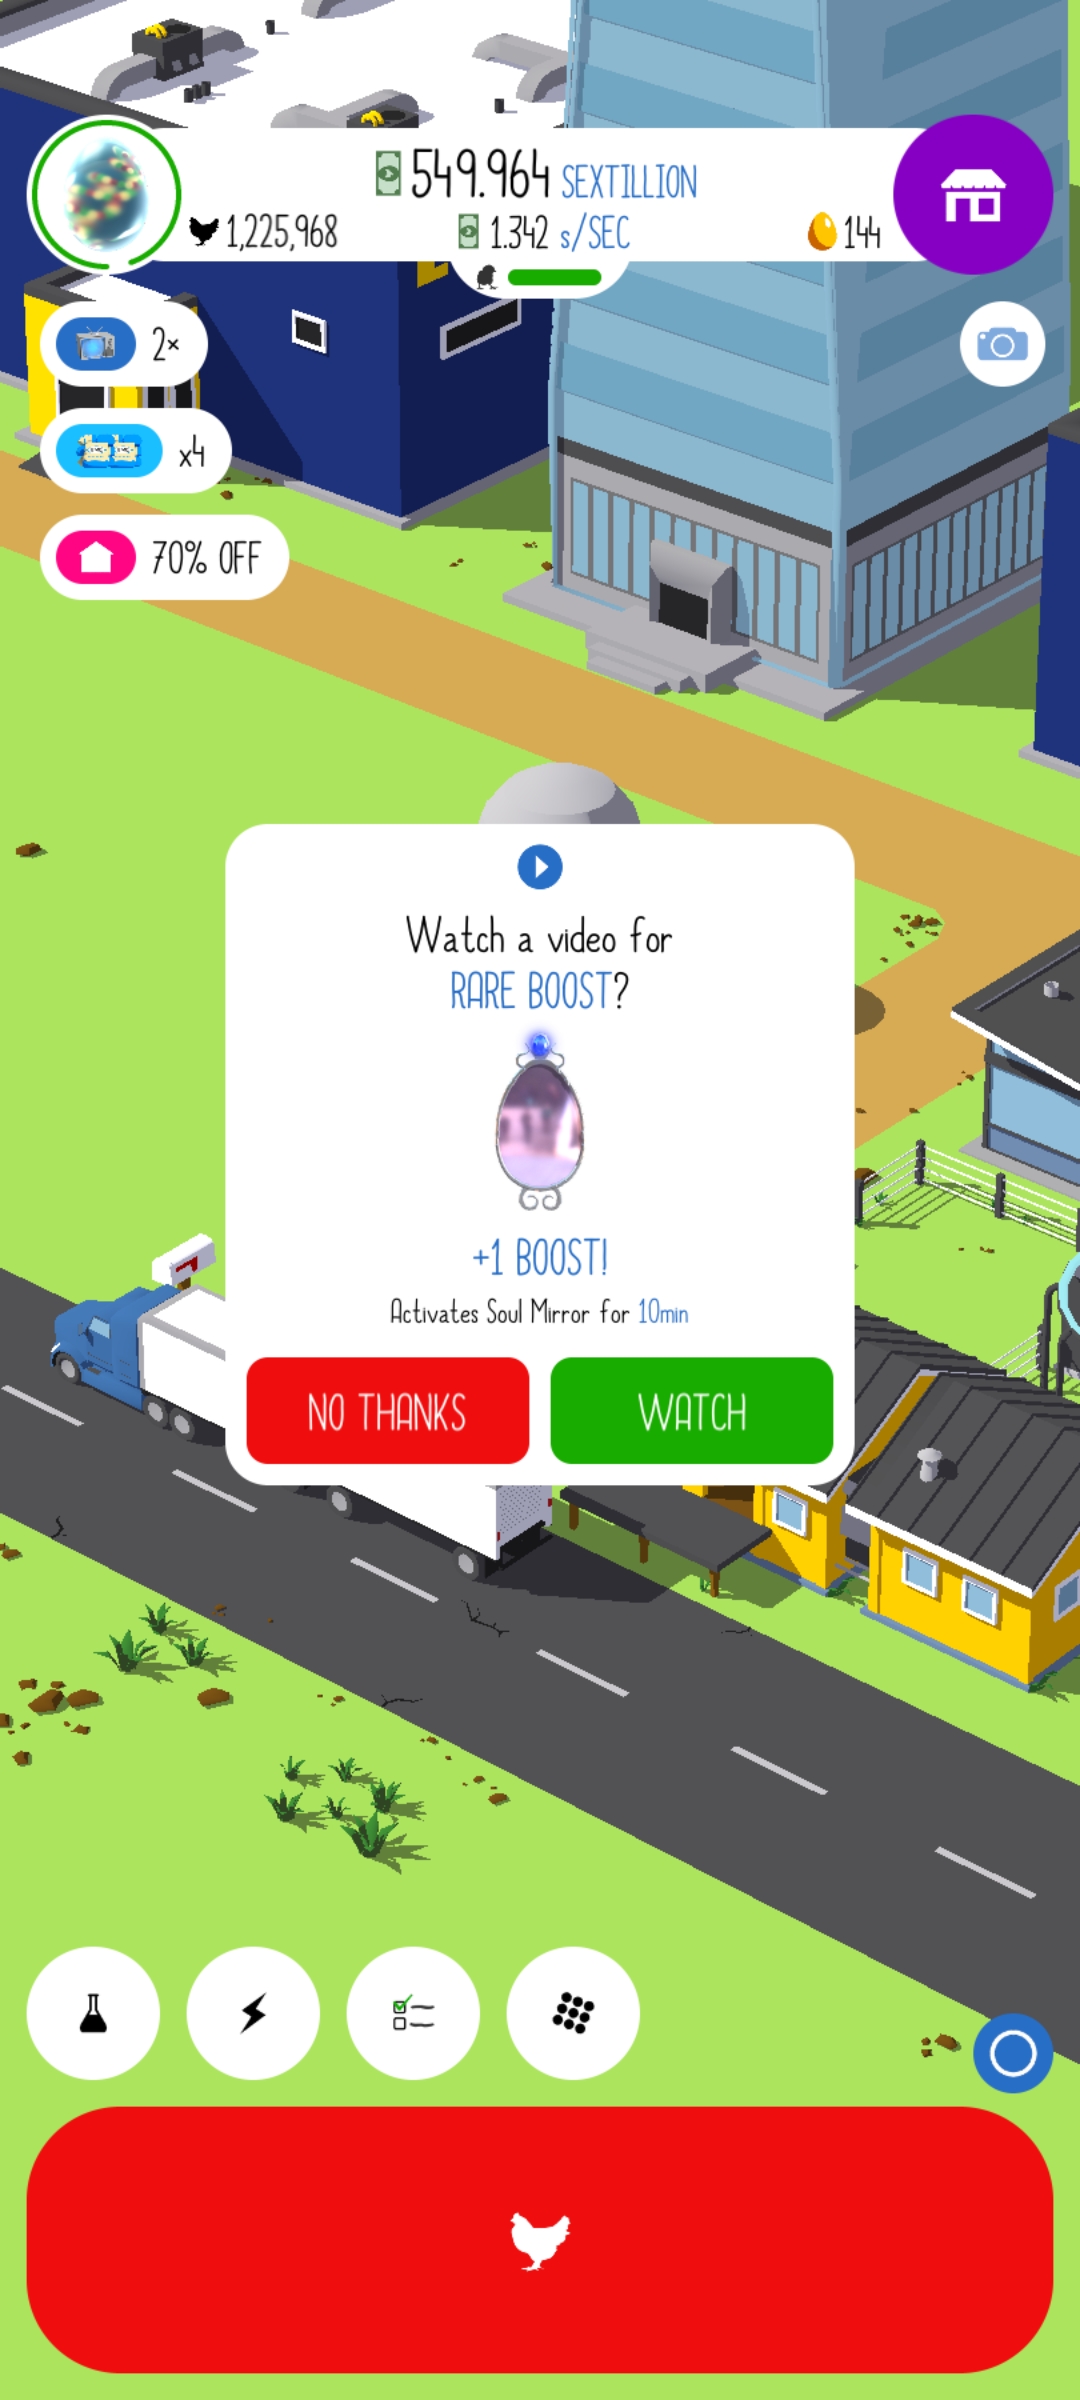 549.964 SEXTILLION
1,225,968
1.342 s/SEC
144
2×
x4
70% OFF
Watch a video for
RARE BOOST?
+1 BOOST!
Activates Soul Mirror for 10min
NO THANKS
WATCH